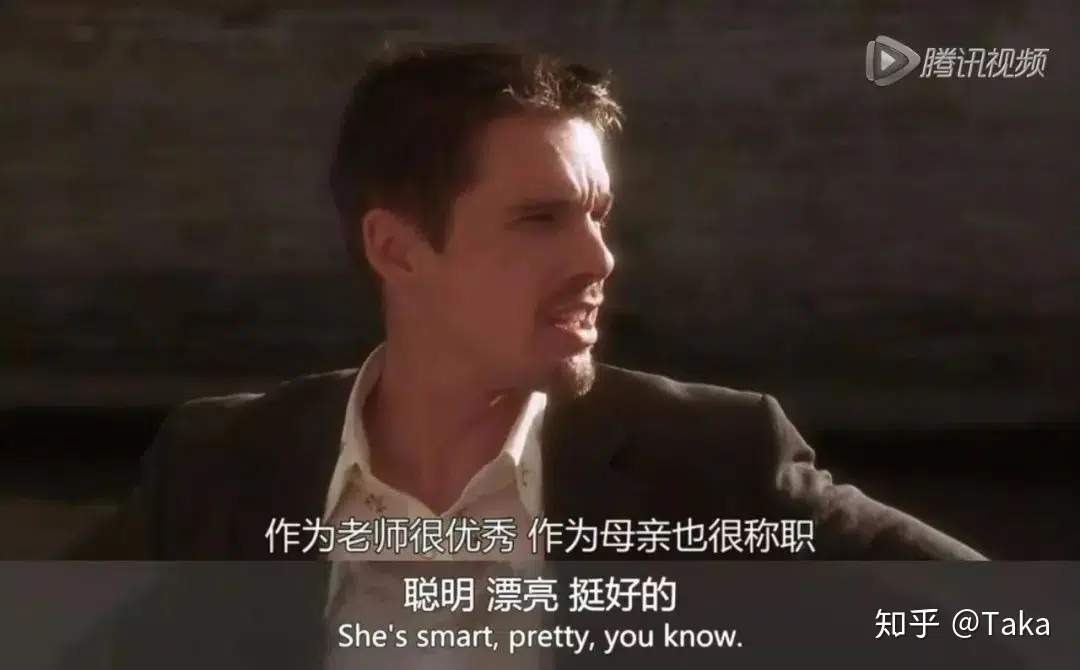 腾讯视频
作为老师很优秀 作为母亲也很称职
聪明 漂亮 挺好的
She's smart, pretty, you know.
知乎 @Taka